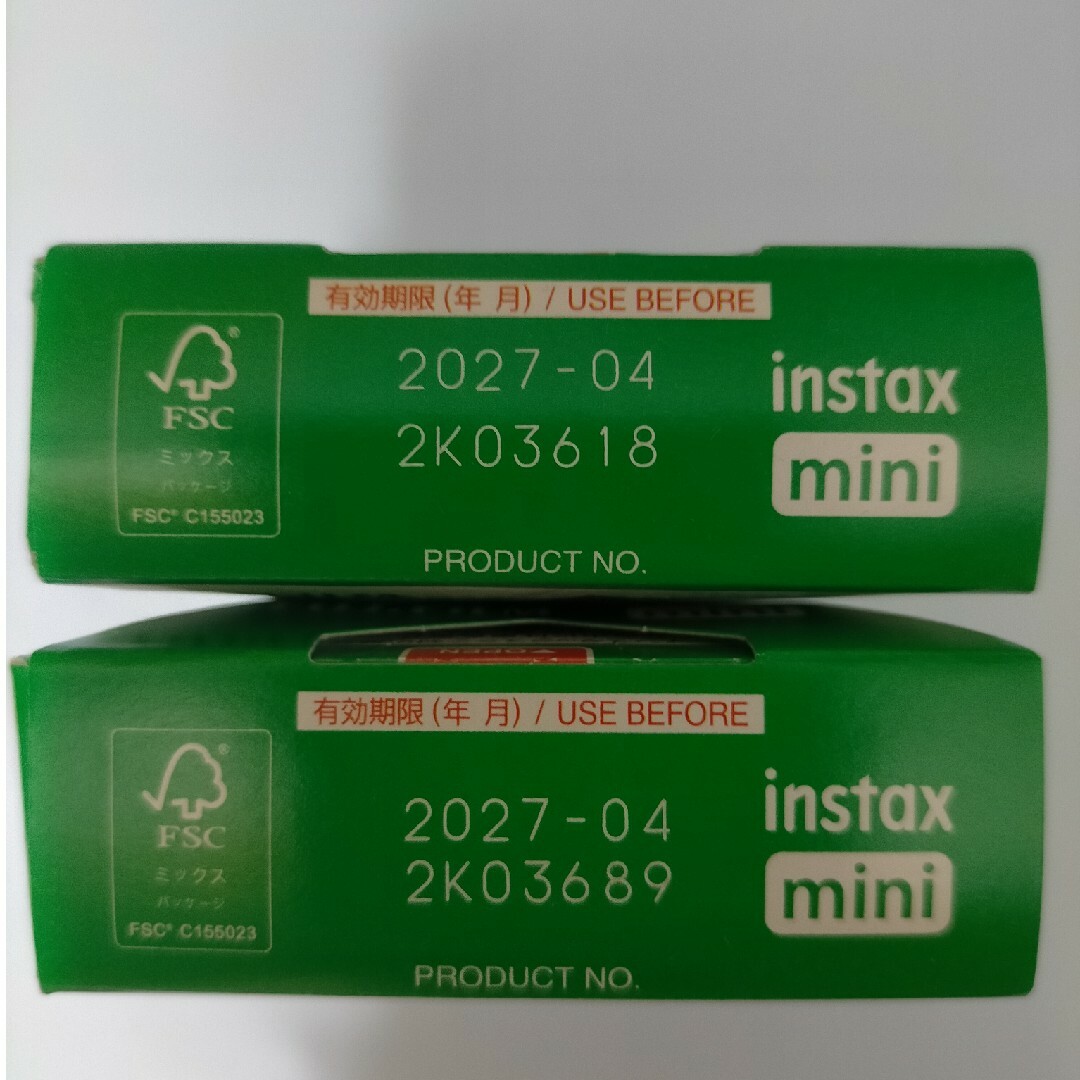 有効期限(年 月) / USE BEFORE
2027-04
2K03618
instax
mini
FSC
ミックス
パッケージ
FSC® C155023
PRODUCT NO.
OPEN
有効期限(年 月) / USE BEFORE
2027-04
2K03689
instax
mini
FSC
ミックス
パッケージ
FSC® C155023
PRODUCT NO.